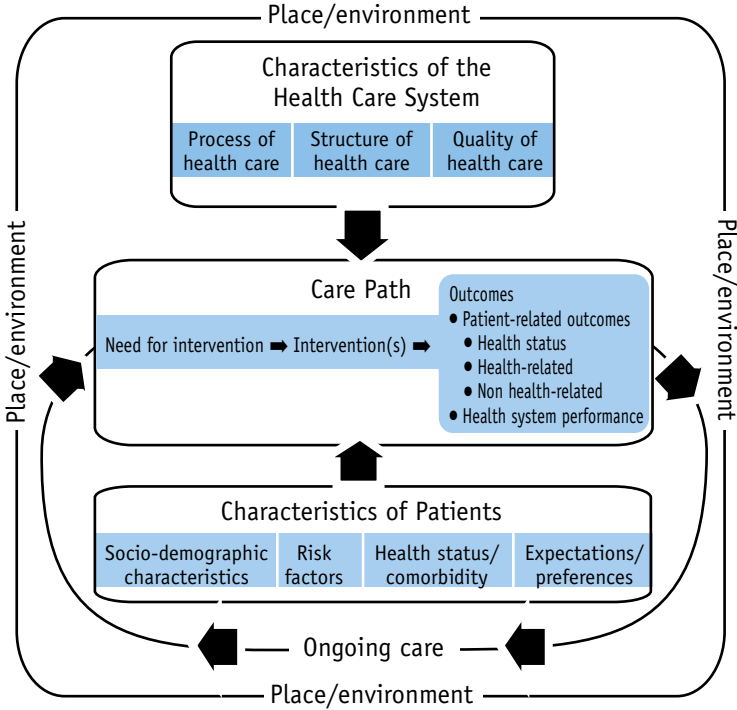 Place/environment
Characteristics of the
Health Care System
Process of
health care
Structure of
health care
Quality of
health care
Place/environment
Place/environment
Care Path
Need for intervention ➡ Intervention(s) ➡
Outcomes
• Patient-related outcomes
• Health status
• Health-related
• Non health-related
• Health system performance
Characteristics of Patients
Socio-demographic
characteristics
Risk
factors
Health status/
comorbidity
Expectations/
preferences
Ongoing care
Place/environment